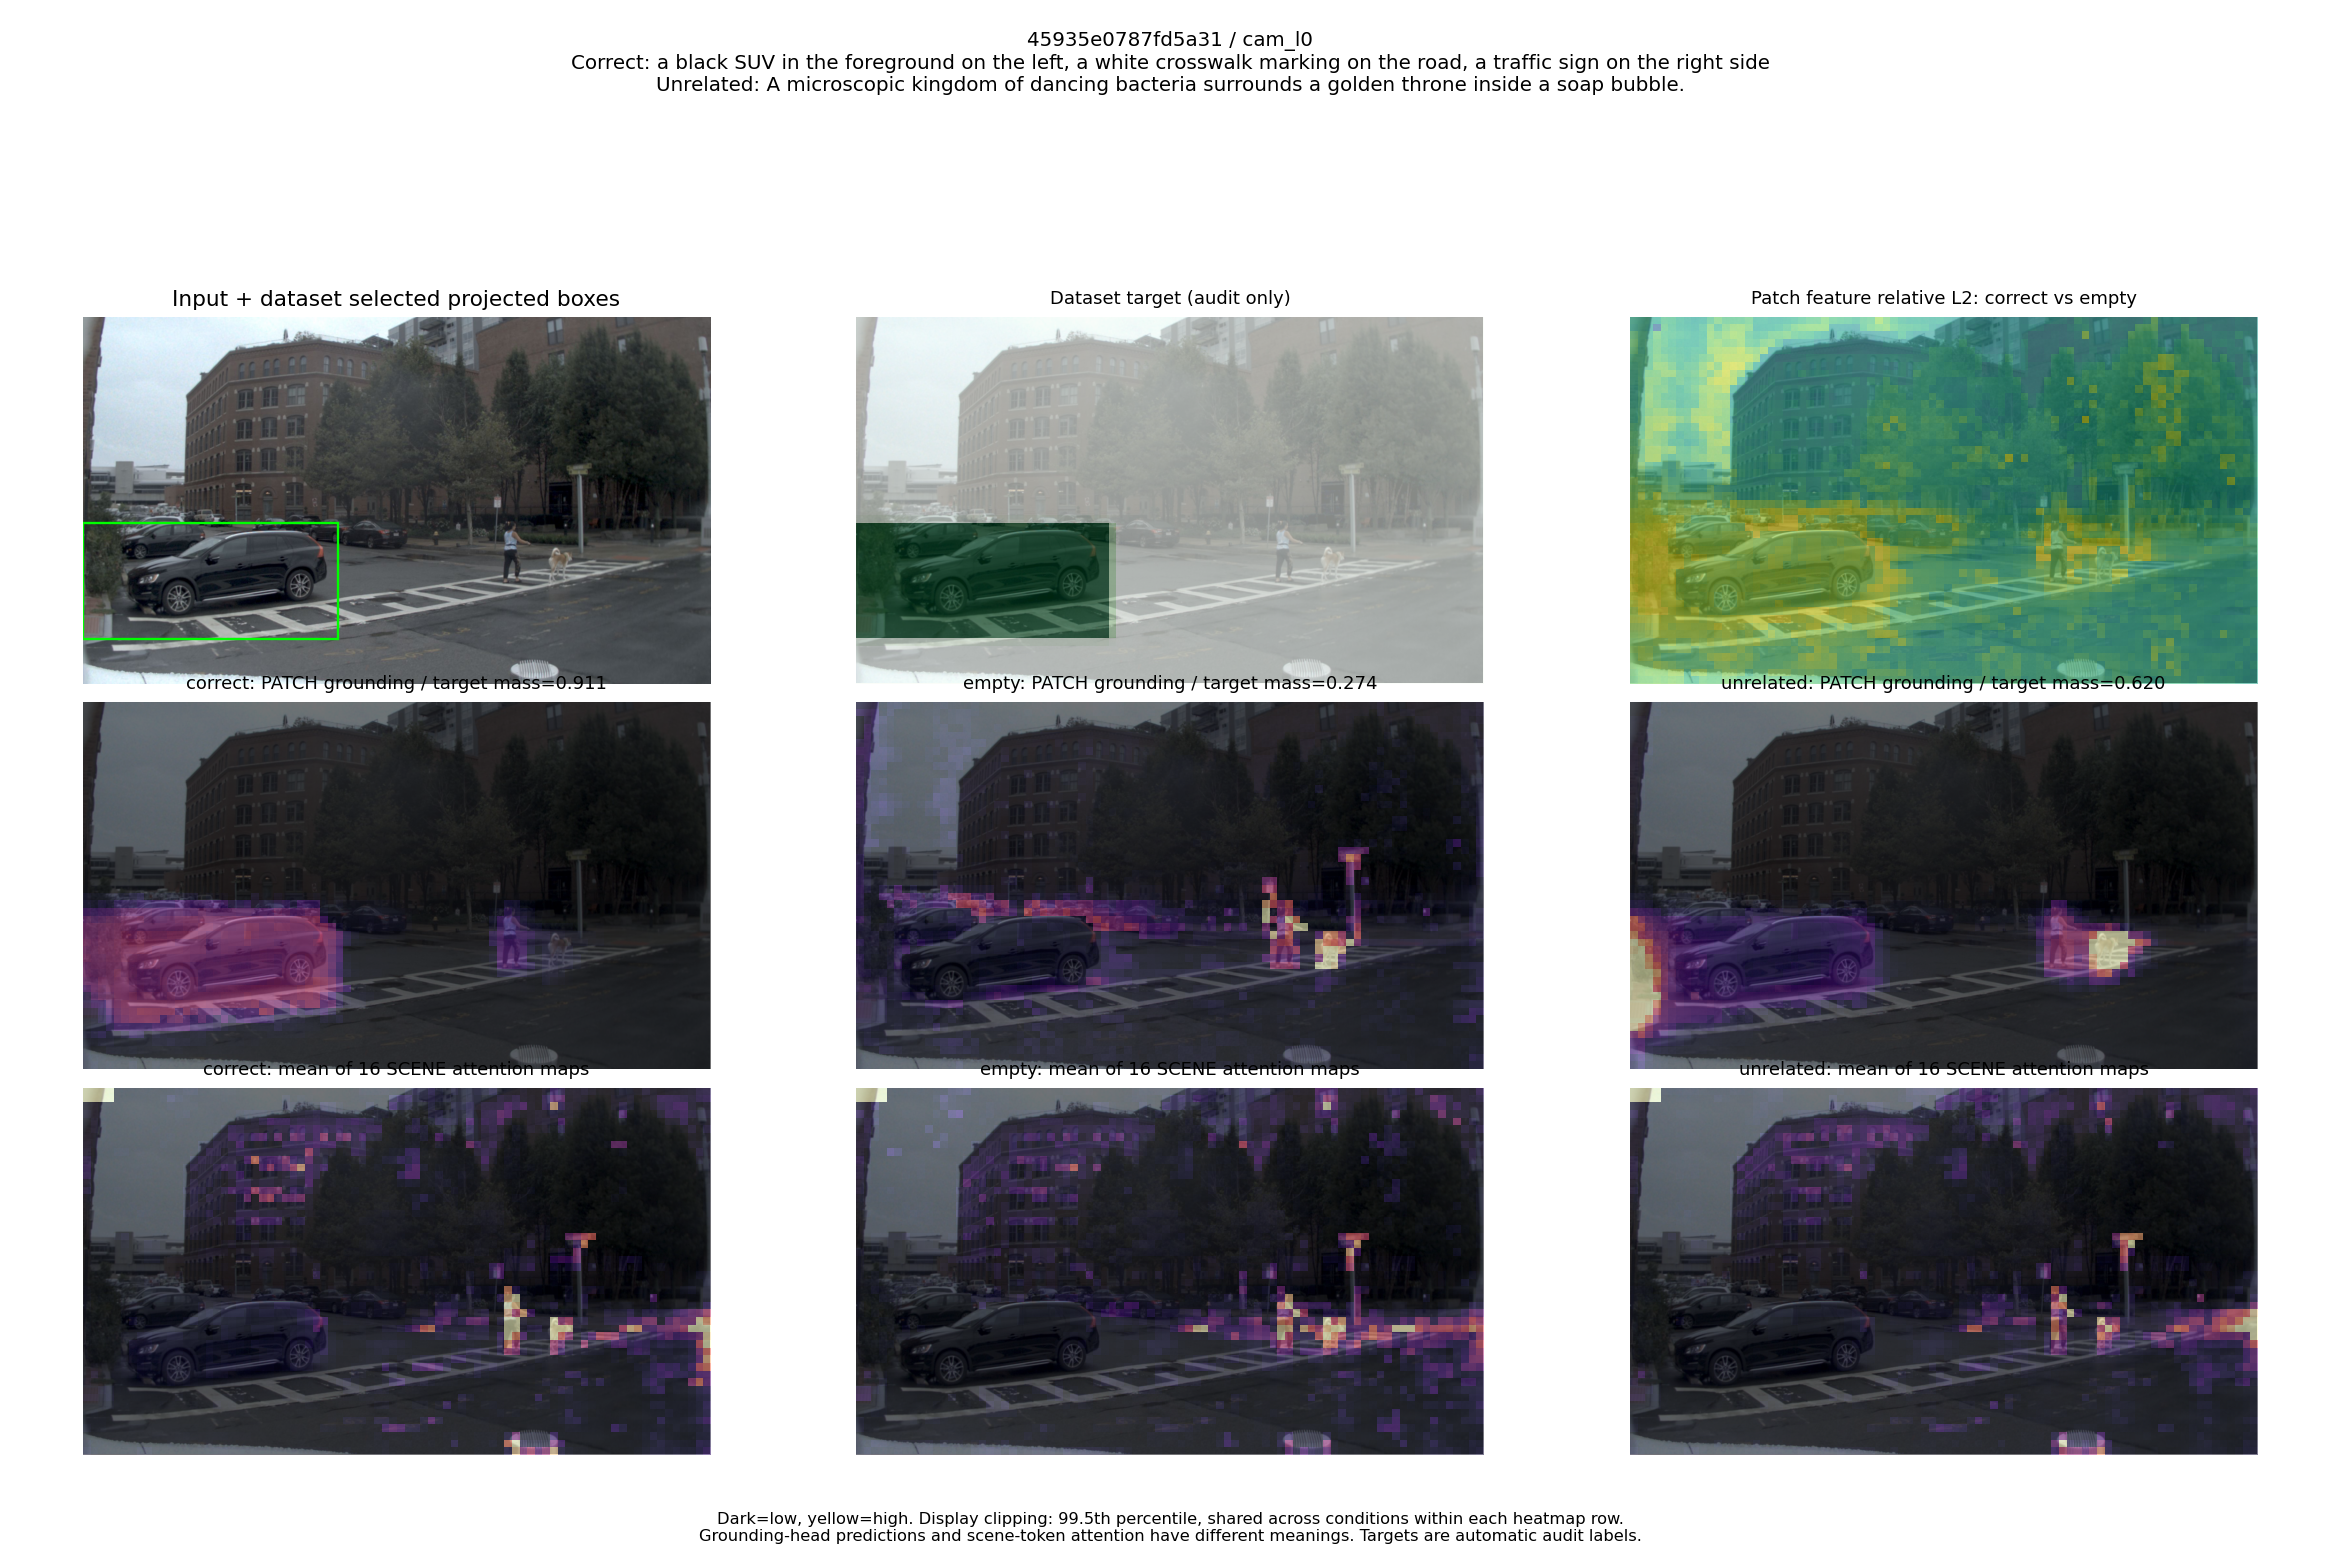 45935e0787fd5a31 / cam_l0
Correct: a black SUV in the foreground on the left, a white crosswalk marking on the road, a traffic sign on the right side
Unrelated: A microscopic kingdom of dancing bacteria surrounds a golden throne inside a soap bubble.
Input + dataset selected projected boxes
Dataset target (audit only)
Patch feature relative L2: correct vs empty
correct: PATCH grounding / target mass=0.911
empty: PATCH grounding / target mass=0.274
unrelated: PATCH grounding / target mass=0.620
correct: mean of 16 SCENE attention maps
empty: mean of 16 SCENE attention maps
unrelated: mean of 16 SCENE attention maps
Dark=low, yellow=high. Display clipping: 99.5th percentile, shared across conditions within each heatmap row.
Grounding-head predictions and scene-token attention have different meanings. Targets are automatic audit labels.